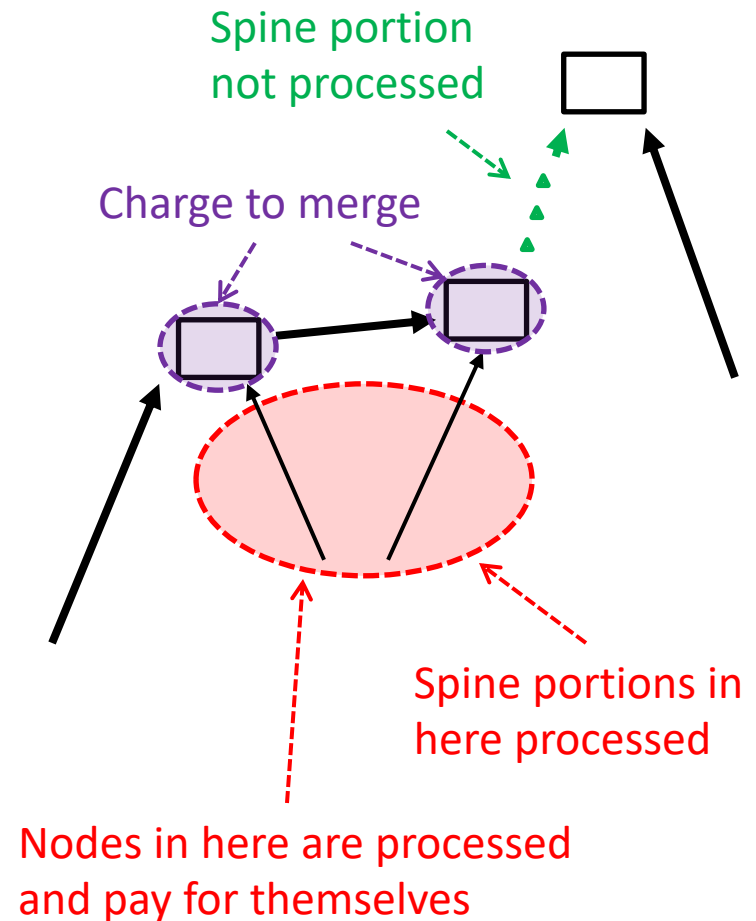 Spine portion
not processed
Charge to merge
Spine portions in
here processed
Nodes in here are processed
and pay for themselves